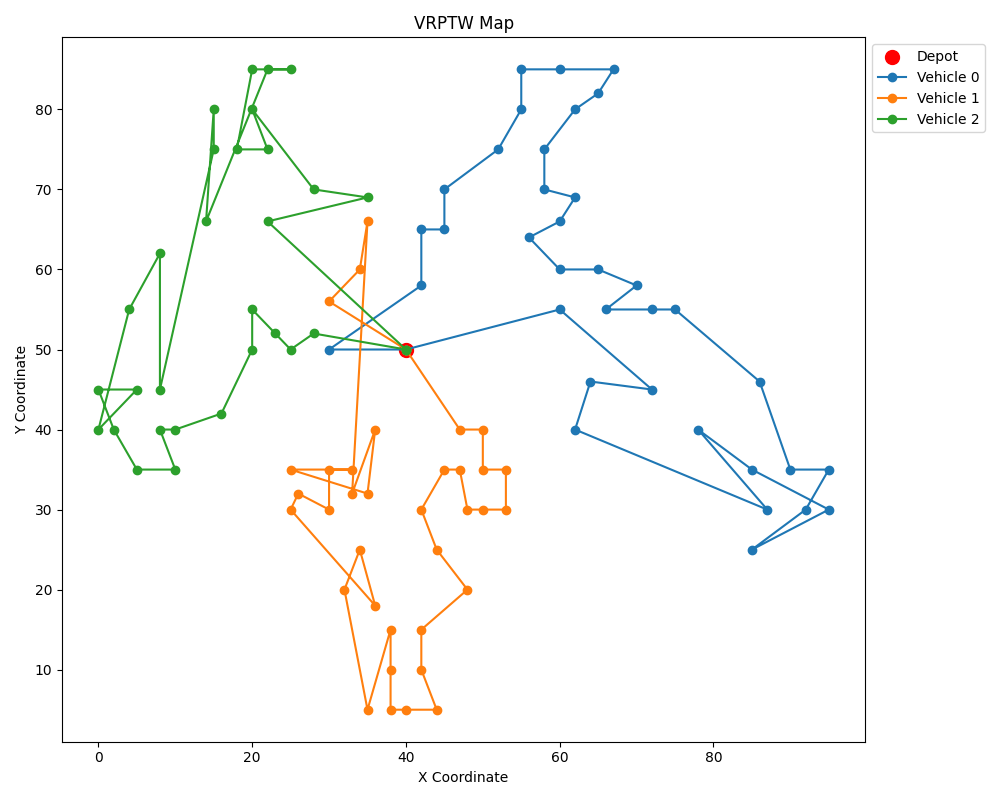 VRPTW Map
Depot
Vehicle 0
Vehicle 1
Vehicle 2
Y Coordinate
80
70
60
50
40
30
20
10
0 20 40 60 80
X Coordinate